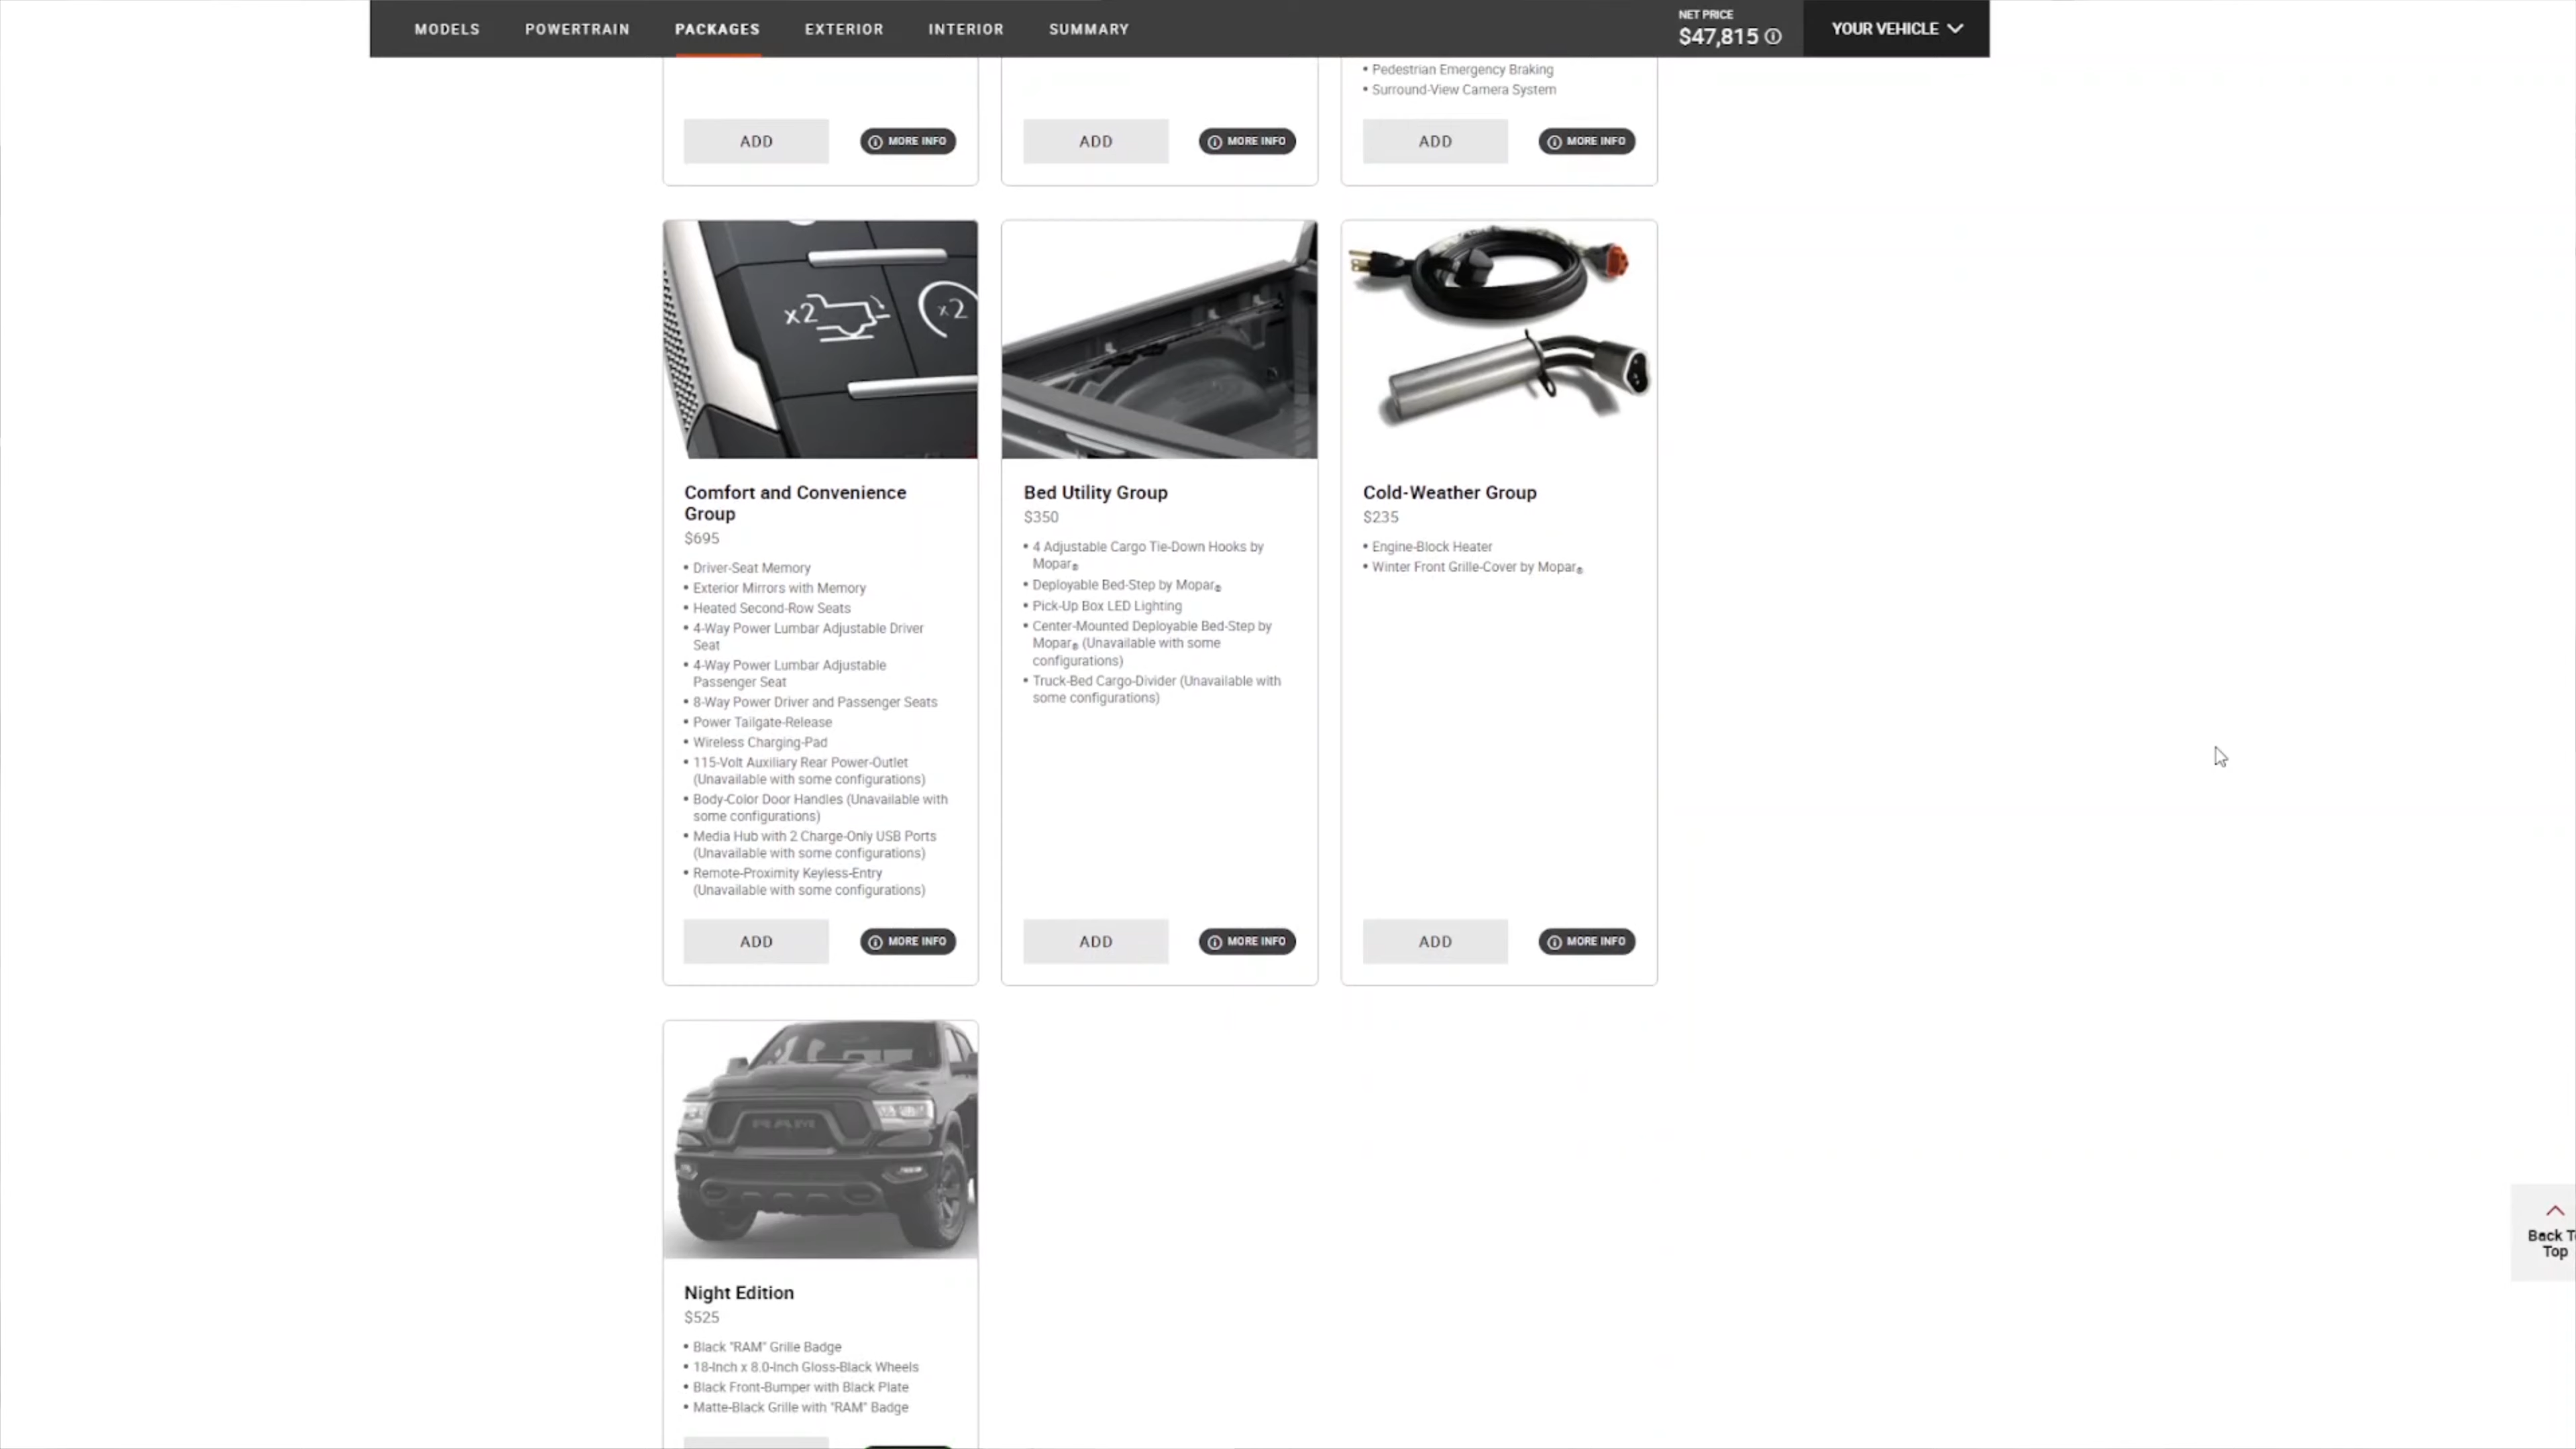 MODELS POWERTRAIN PACKAGES EXTERIOR INTERIOR SUMMARY
NET PRICE
$47,815
YOUR VEHICLE
• Pedestrian Emergency Braking
• Surround-View Camera System
ADD MORE INFO
ADD MORE INFO
ADD MORE INFO
x2
x2
Comfort and Convenience
Group
$695
• Driver-Seat Memory
• Exterior Mirrors with Memory
• Heated Second-Row Seats
• 4-Way Power Lumbar Adjustable Driver
Seat
• 4-Way Power Lumbar Adjustable
Passenger Seat
• 8-Way Power Driver and Passenger Seats
• Power Tailgate-Release
• Wireless Charging-Pad
• 115-Volt Auxiliary Rear Power-Outlet
(Unavailable with some configurations)
• Body-Color Door Handles (Unavailable with
some configurations)
• Media Hub with 2 Charge-Only USB Ports
(Unavailable with some configurations)
• Remote-Proximity Keyless-Entry
(Unavailable with some configurations)
ADD MORE INFO
Bed Utility Group
$350
• 4 Adjustable Cargo Tie-Down Hooks by
Mopar®
• Deployable Bed-Step by Mopar®
• Pick-Up Box LED Lighting
• Center-Mounted Deployable Bed-Step by
Mopar® (Unavailable with some
configurations)
• Truck-Bed Cargo-Divider (Unavailable with
some configurations)
ADD MORE INFO
Cold-Weather Group
$235
• Engine-Block Heater
• Winter Front Grille-Cover by Mopar®
ADD MORE INFO
RAM
Night Edition
$525
• Black "RAM" Grille Badge
• 18-Inch x 8.0-Inch Gloss-Black Wheels
• Black Front-Bumper with Black Plate
• Matte-Black Grille with "RAM" Badge
Back T
Top